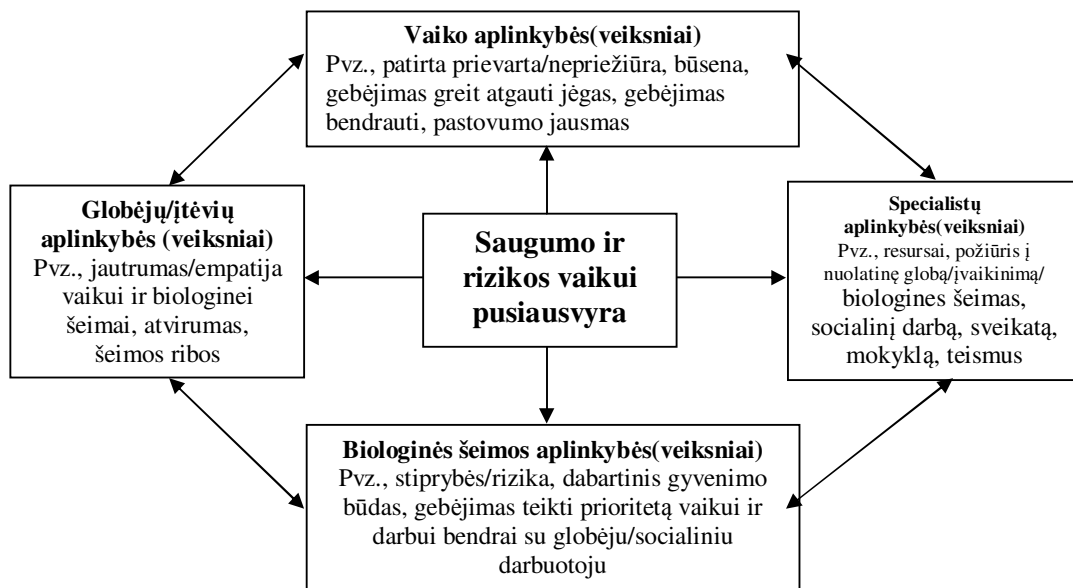 Vaiko aplinkybės(veiksniai)
Pvz., patirta prievarta/nepriežiūra, būsena,
gebėjimas greit atgauti jėgas, gebėjimas
bendrauti, pastovumo jausmas
Globėjų/įtėvių
aplinkybės (veiksniai)
Pvz., jautrumas/empatija
vaikui ir biologinei
šeimai, atvirumas,
šeimos ribos
Saugumo ir
rizikos vaikui
pusiausvyra
Specialistų
aplinkybės(veiksniai)
Pvz., resursai, požiūris į
nuolatinę globą/įvaikinimą/
biologines šeimas,
socialinį darbą, sveikatą,
mokyklą, teismus
Biologinės šeimos aplinkybės(veiksniai)
Pvz., stiprybės/rizika, dabartinis gyvenimo
būdas, gebėjimas teikti prioritetą vaikui ir
darbui bendrai su globėju/socialiniu
darbuotoju